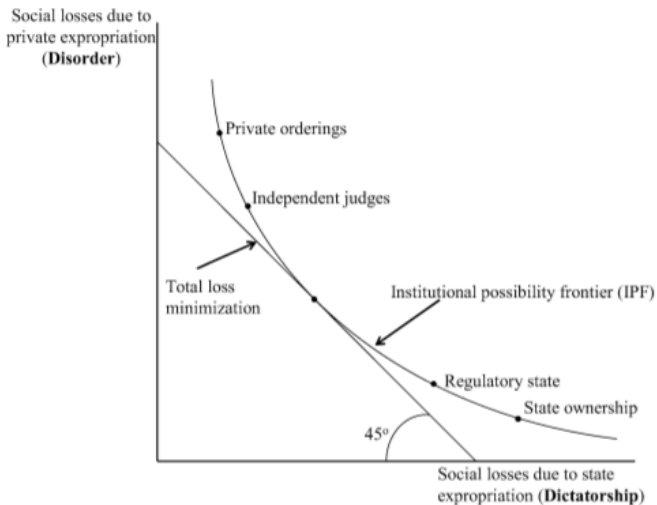 Social losses due to
private expropriation
(Disorder)
Private orderings
Independent judges
Total loss
minimization
Institutional possibility frontier (IPF)
Regulatory state
State ownership
45º
Social losses due to state
expropriation (Dictatorship)